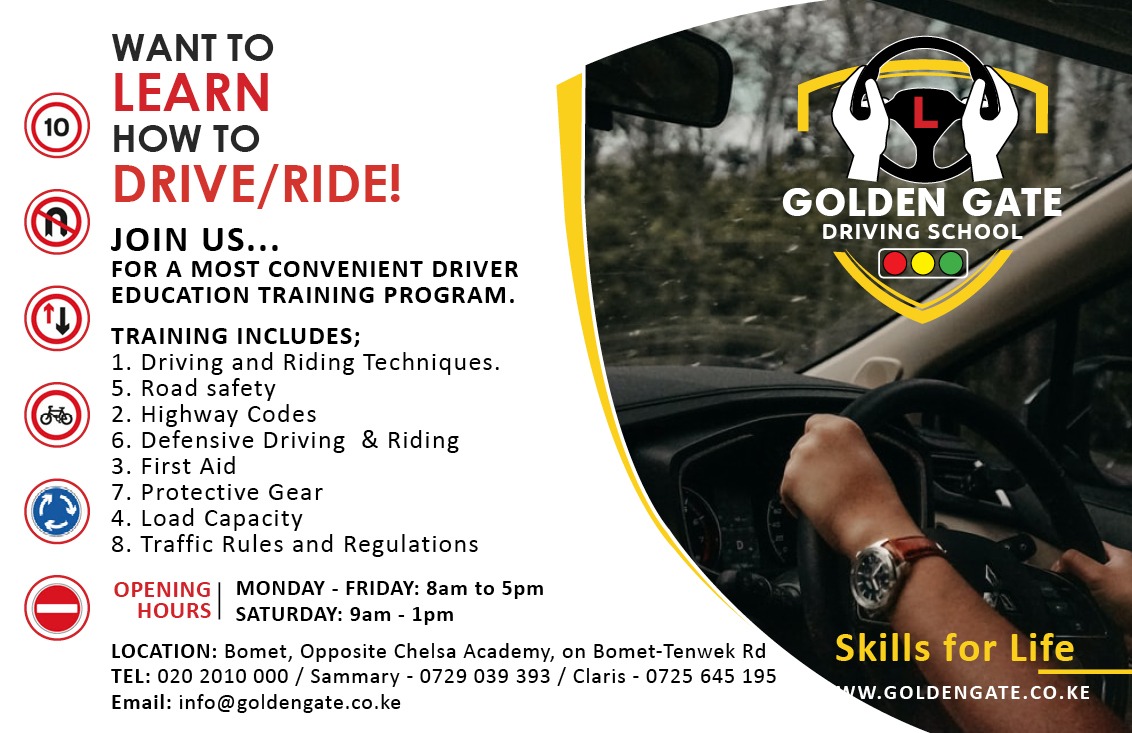 WANT TO
LEARN
HOW TO
DRIVE/RIDE!
JOIN US...
FOR A MOST CONVENIENT DRIVER
EDUCATION TRAINING PROGRAM.
TRAINING INCLUDES;
1. Driving and Riding Techniques.
5. Road safety
2. Highway Codes
6. Defensive Driving & Riding
3. First Aid
7. Protective Gear
4. Load Capacity
8. Traffic Rules and Regulations
OPENING
HOURS
MONDAY - FRIDAY: 8am to 5pm
SATURDAY: 9am - 1pm
LOCATION: Bomet, Opposite Chelsa Academy, on Bomet-Tenwek Rd
TEL: 020 2010 000 / Sammary - 0729 039 393 / Claris - 0725 645 195
Email: info@goldengate.co.ke
10
L
GOLDEN GATE
DRIVING SCHOOL
Skills for Life
WWW.GOLDENGATE.CO.KE